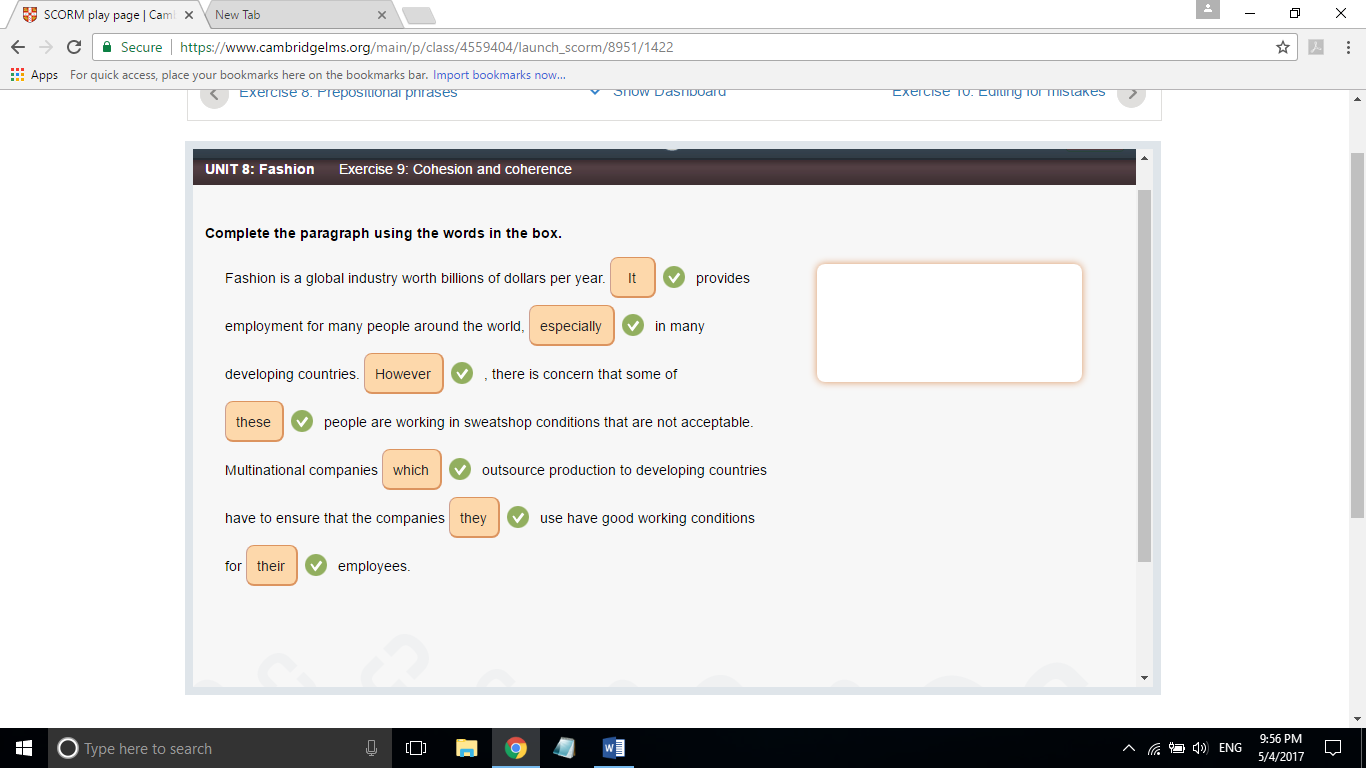 SCORM play page | Cam
New Tab
Secure
https://www.cambridgelms.org/main/p/class/4559404/launch_scorm/8951/1422
Apps
For quick access, place your bookmarks here on the bookmarks bar. Import bookmarks now...
Exercise 8: Prepositional phrases
Show Dashboard
Exercise 10: Editing for mistakes
UNIT 8: Fashion Exercise 9: Cohesion and coherence
Complete the paragraph using the words in the box.
Fashion is a global industry worth billions of dollars per year. It provides
employment for many people around the world, especially in many
developing countries. However , there is concern that some of
these people are working in sweatshop conditions that are not acceptable.
Multinational companies which outsource production to developing countries
have to ensure that the companies they use have good working conditions
for their employees.
Type here to search
ENG
9:56 PM
5/4/2017